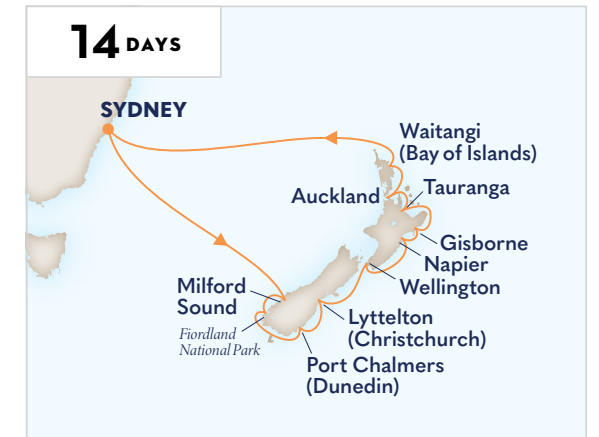 14 DAYS
SYDNEY
Waitangi
(Bay of Islands)
Auckland
Tauranga
Gisborne
Napier
Wellington
Milford
Sound
Fiordland
National Park
Lyttelton
(Christchurch)
Port Chalmers
(Dunedin)